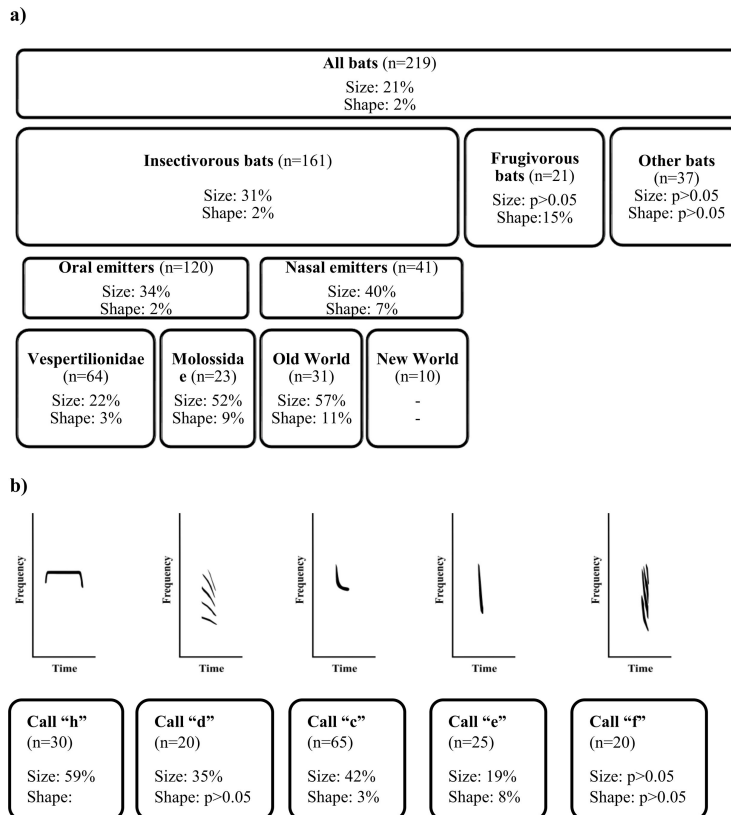 a)
All bats (n=219)
Size: 21%
Shape: 2%
Insectivorous bats (n=161)
Size: 31%
Shape: 2%
Frugivorous
bats (n=21)
Size: p>0.05
Shape:15%
Other bats
(n=37)
Size: p>0.05
Shape: p>0.05
Oral emitters (n=120)
Size: 34%
Shape: 2%
Nasal emitters (n=41)
Size: 40%
Shape: 7%
Vespertilionidae
(n=64)
Size: 22%
Shape: 3%
Molossida
e (n=23)
Size: 52%
Shape: 9%
Old World
(n=31)
Size: 57%
Shape: 11%
New World
(n=10)
-
-
b)
Frequency
Time
Frequency
Time
Frequency
Time
Frequency
Time
Frequency
Time
Call “h”
(n=30)
Size: 59%
Shape:
Call “d”
(n=20)
Size: 35%
Shape: p>0.05
Call “c”
(n=65)
Size: 42%
Shape: 3%
Call “e”
(n=25)
Size: 19%
Shape: 8%
Call “f”
(n=20)
Size: p>0.05
Shape: p>0.05